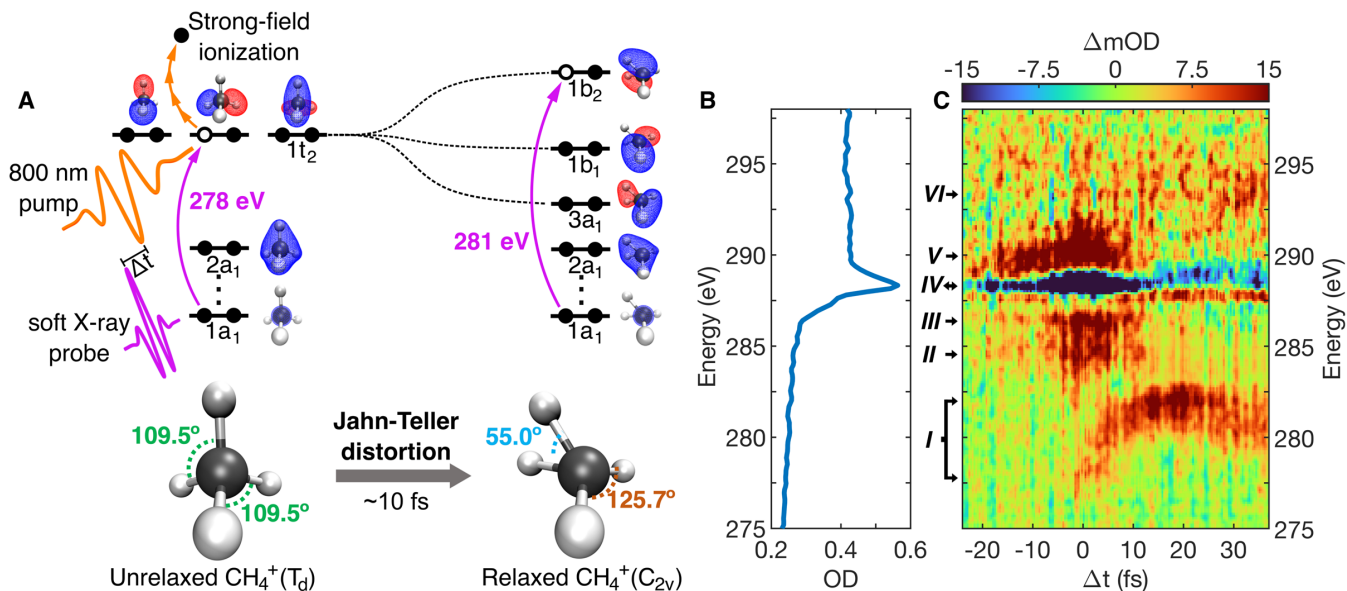 A
Strong-field
ionization
1t2
800 nm
pump
278 eV
Δt
2a1
soft X-ray
probe
1a1
1b2
1b1
3a1
281 eV
2a1
1a1
109.5º
109.5º
Jahn-Teller
distortion
~10 fs
55.0º
125.7º
Unrelaxed CH4+(Td)
Relaxed CH4+(C2v)
B
Energy (eV)
295
290
285
280
275
0.2 0.4 0.6
OD
C
ΔmOD
-15 -7.5 0 7.5 15
VI
V
IV
III
II
I
295
290
285
280
275
Energy (eV)
-20 -10 0 10 20 30
Δt (fs)